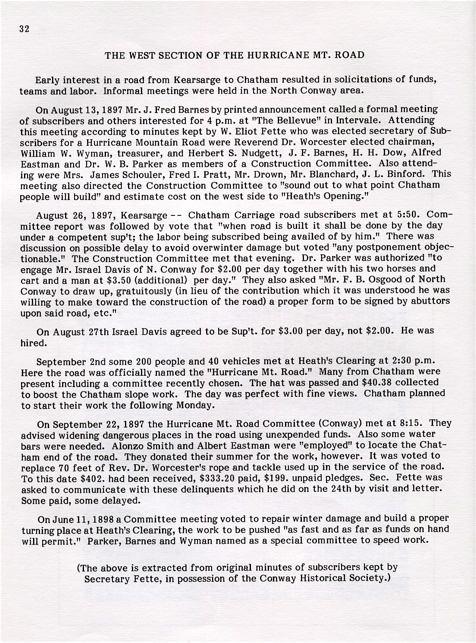 32
THE WEST SECTION OF THE HURRICANE MT. ROAD
Early interest in a road from Kearsarge to Chatham resulted in solicitations of funds,
teams and labor. Informal meetings were held in the North Conway area.
On August 13, 1897 Mr. J. Fred Barnes by printed announcement called a formal meeting
of subscribers and others interested for 4 p.m. at "The Bellevue" in Intervale. Attending
this meeting according to minutes kept by W. Eliot Fette who was elected secretary of Sub-
scribers for a Hurricane Mountain Road were Reverend Dr. Worcester elected chairman,
William W. Wyman, treasurer, and Herbert S. Nudgett, J. F. Barnes, H. H. Dow, Alfred
Eastman and Dr. W. B. Parker as members of a Construction Committee. Also attend-
ing were Mrs. James Schouler, Fred I. Pratt, Mr. Drown, Mr. Blanchard, J. L. Binford. This
meeting also directed the Construction Committee to "sound out to what point Chatham
people will build" and estimate cost on the west side to "Heath's Opening."
August 26, 1897, Kearsarge -- Chatham Carriage road subscribers met at 5:50. Com-
mittee report was followed by vote that "when road is built it shall be done by the day
under a competent sup't; the labor being subscribed being availed of by him." There was
discussion on possible delay to avoid overwinter damage but voted "any postponement objec-
tionable." The Construction Committee met that evening. Dr. Parker was authorized "to
engage Mr. Israel Davis of N. Conway for $2.00 per day together with his two horses and
cart and a man at $3.50 (additional) per day." They also asked "Mr. F. B. Osgood of North
Conway to draw up, gratuitously (in lieu of the contribution which it was understood he was
willing to make toward the construction of the road) a proper form to be signed by abuttors
upon said road, etc."
On August 27th Israel Davis agreed to be Sup't. for $3.00 per day, not $2.00. He was
hired.
September 2nd some 200 people and 40 vehicles met at Heath's Clearing at 2:30 p.m.
Here the road was officially named the "Hurricane Mt. Road." Many from Chatham were
present including a committee recently chosen. The hat was passed and $40.38 collected
to boost the Chatham slope work. The day was perfect with fine views. Chatham planned
to start their work the following Monday.
On September 22, 1897 the Hurricane Mt. Road Committee (Conway) met at 8:15. They
advised widening dangerous places in the road using unexpended funds. Also some water
bars were needed. Alonzo Smith and Albert Eastman were "employed" to locate the Chat-
ham end of the road. They donated their summer for the work, however. It was voted to
replace 70 feet of Rev. Dr. Worcester's rope and tackle used up in the service of the road.
To this date $402. had been received, $333.20 paid, $199. unpaid pledges. Sec. Fette was
asked to communicate with these delinquents which he did on the 24th by visit and letter.
Some paid, some delayed.
On June 11, 1898 a Committee meeting voted to repair winter damage and build a proper
turning place at Heath's Clearing, the work to be pushed "as fast and as far as funds on hand
will permit." Parker, Barnes and Wyman named as a special committee to speed work.
(The above is extracted from original minutes of subscribers kept by
Secretary Fette, in possession of the Conway Historical Society.)